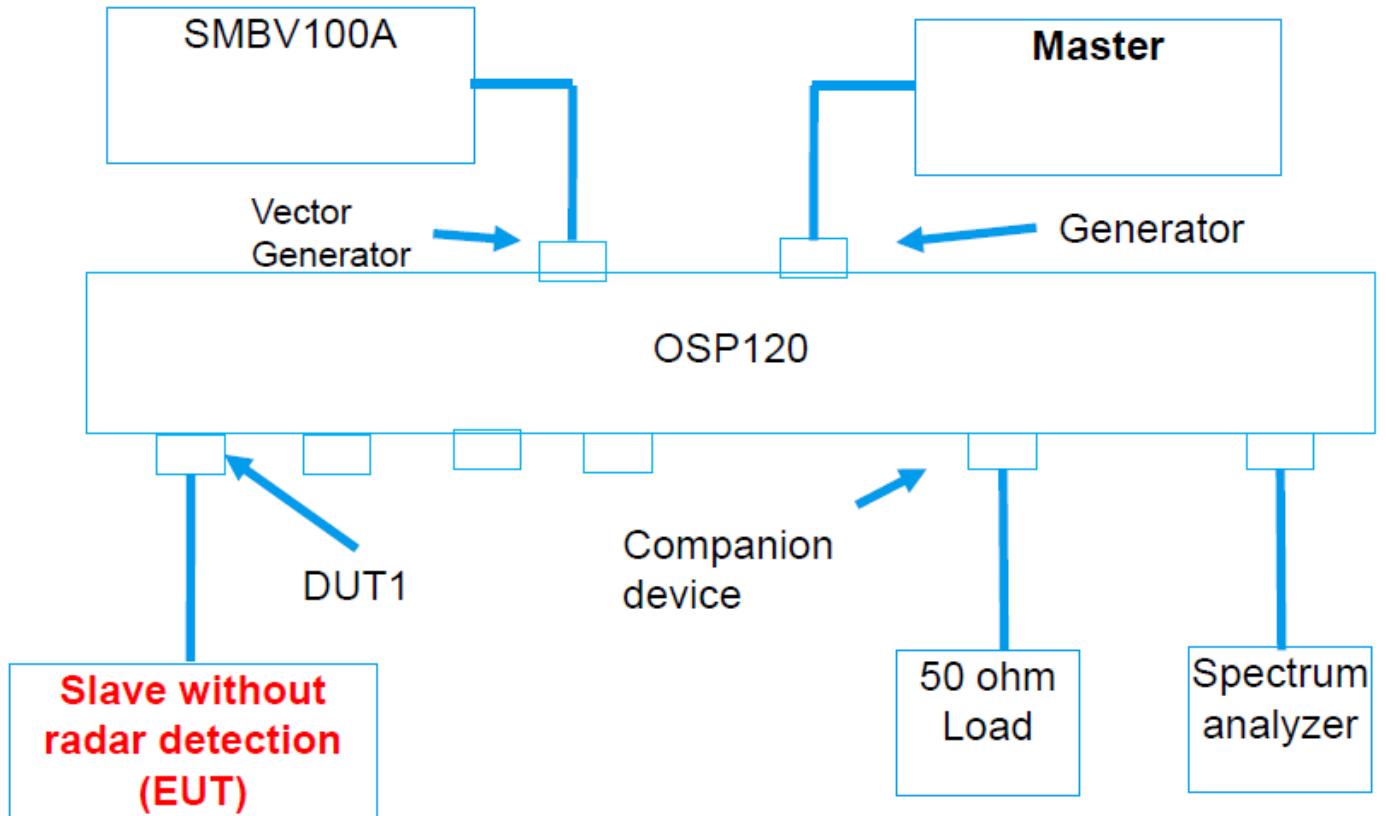 SMBV100A
Master
Vector
Generator
Generator
OSP120
DUT1
Companion
device
Slave without
radar detection
(EUT)
50 ohm
Load
Spectrum
analyzer